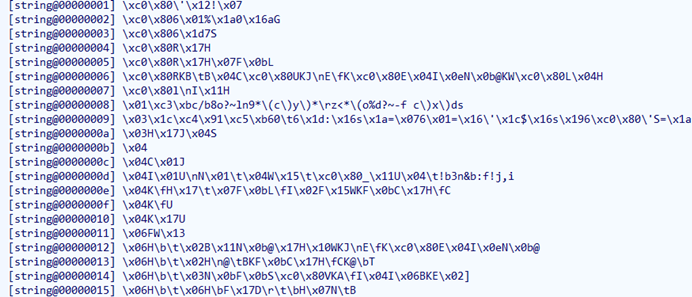 [string@00000001] \xc0\x80\'\x12!\x07
[string@00000002] \xc0\x806\x01%\x1a0\x16aG
[string@00000003] \xc0\x806\x1d7S
[string@00000004] \xc0\x80R\x17H
[string@00000005] \xc0\x80R\x17H\x07F\x0bL
[string@00000006] \xc0\x80RKB\tB\x04C\xc0\x80UKJ\nE\fK\xc0\x80E\x04I\x0eN\x0b@KW\xc0\x80L\x04H
[string@00000007] \xc0\x80l\nI\x11H
[string@00000008] \x01\xc3\xbc/b8o?~ln9*\(c\)y\)*\rz<*\(o%d?~-f c\)x\)ds
[string@00000009] \x03\x1c\xc4\x91\xc5\xb60\t6\x1d:\x16s\x1a=\x076\x01=\x16\'\x1c$\x16s\x196\xc0\x80\'S=\x1a
[string@0000000a] \x03H\x17J\x04S
[string@0000000b] \x04
[string@0000000c] \x04C\x01J
[string@0000000d] \x04I\x01U\nN\x01\t\x04W\x15\t\xc0\x80_\x11U\x04\t!b3n&b:f!j,i
[string@0000000e] \x04K\fH\x17\t\x07F\x0bL\fI\x02F\x15WKF\x0bC\x17H\fC
[string@0000000f] \x04K\fU
[string@00000010] \x04K\x17U
[string@00000011] \x06FW\x13
[string@00000012] \x06H\b\t\x02B\x11N\x0b@\x17H\x10WKJ\nE\fK\xc0\x80E\x04I\x0eN\x0b@
[string@00000013] \x06H\b\t\x02H\n@\tBKF\x0bC\x17H\fCK@\bT
[string@00000014] \x06H\b\t\x03N\x0bF\x0bS\xc0\x80VKA\fI\x04I\x06BKE\x02]
[string@00000015] \x06H\b\t\x06H\bF\x17D\r\t\bH\x07N\tB